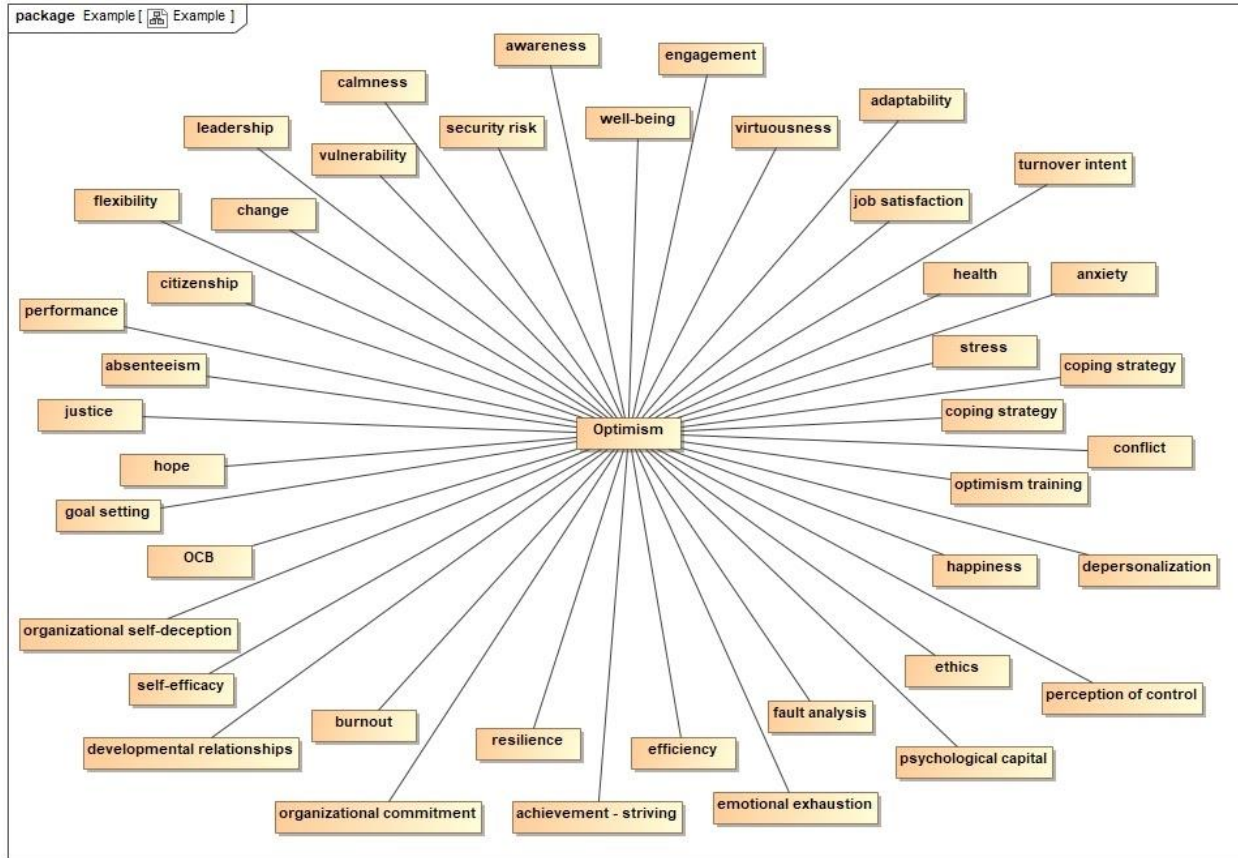 package Example [ Example ]
awareness
engagement
calmness
adaptability
well-being
security risk
virtuousness
leadership
vulnerability
turnover intent
flexibility
change
job satisfaction
health
anxiety
citizenship
performance
stress
absenteeism
coping strategy
justice
coping strategy
Optimism
conflict
hope
optimism training
goal setting
OCB
happiness
depersonalization
organizational self-deception
ethics
self-efficacy
perception of control
fault analysis
burnout
resilience
efficiency
developmental relationships
psychological capital
emotional exhaustion
organizational commitment
achievement - striving